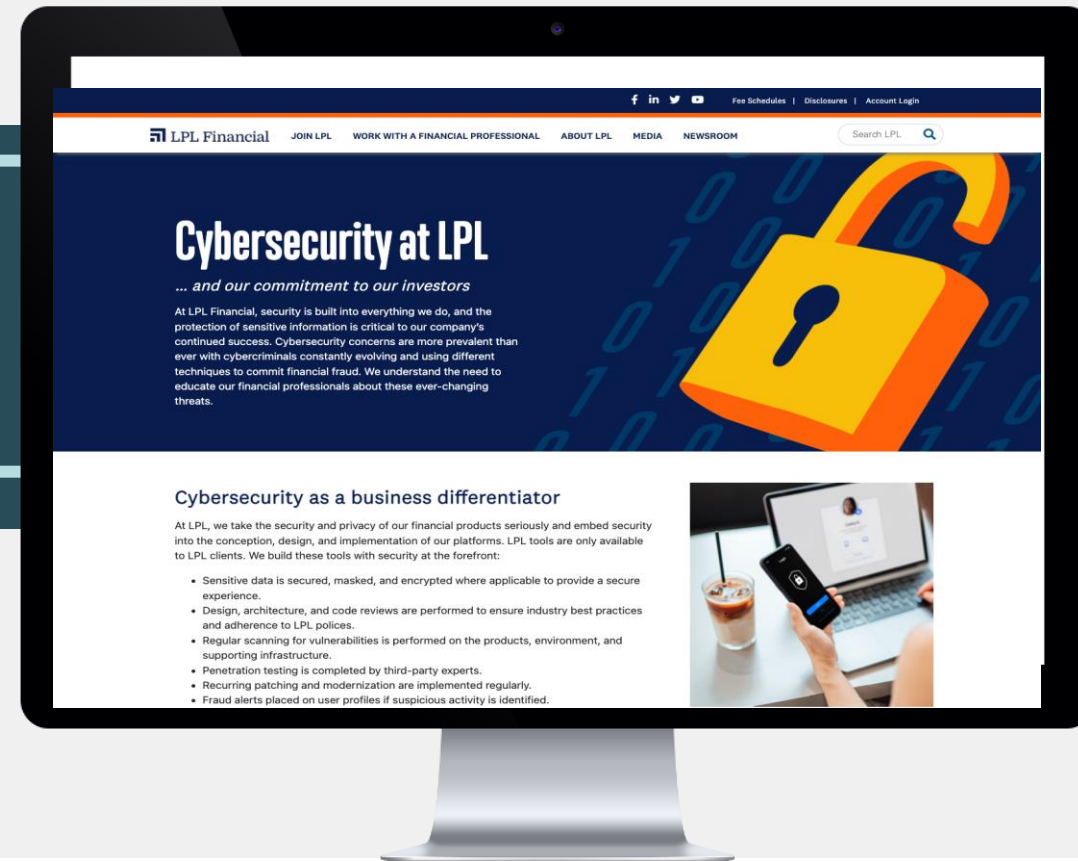 Fee Schedules | Disclosures | Account Login
LPL Financial JOIN LPL WORK WITH A FINANCIAL PROFESSIONAL ABOUT LPL MEDIA NEWSROOM Search LPL
Cybersecurity at LPL
... and our commitment to our investors
At LPL Financial, security is built into everything we do, and the
protection of sensitive information is critical to our company's
continued success. Cybersecurity concerns are more prevalent than
ever with cybercriminals constantly evolving and using different
techniques to commit financial fraud. We understand the need to
educate our financial professionals about these ever-changing
threats.
Cybersecurity as a business differentiator
At LPL, we take the security and privacy of our financial products seriously and embed security
into the conception, design, and implementation of our platforms. LPL tools are only available
to LPL clients. We build these tools with security at the forefront:
• Sensitive data is secured, masked, and encrypted where applicable to provide a secure
experience.
• Design, architecture, and code reviews are performed to ensure industry best practices
and adherence to LPL polices.
• Regular scanning for vulnerabilities is performed on the products, environment, and
supporting infrastructure.
• Penetration testing is completed by third-party experts.
• Recurring patching and modernization are implemented regularly.
• Fraud alerts placed on user profiles if suspicious activity is identified.